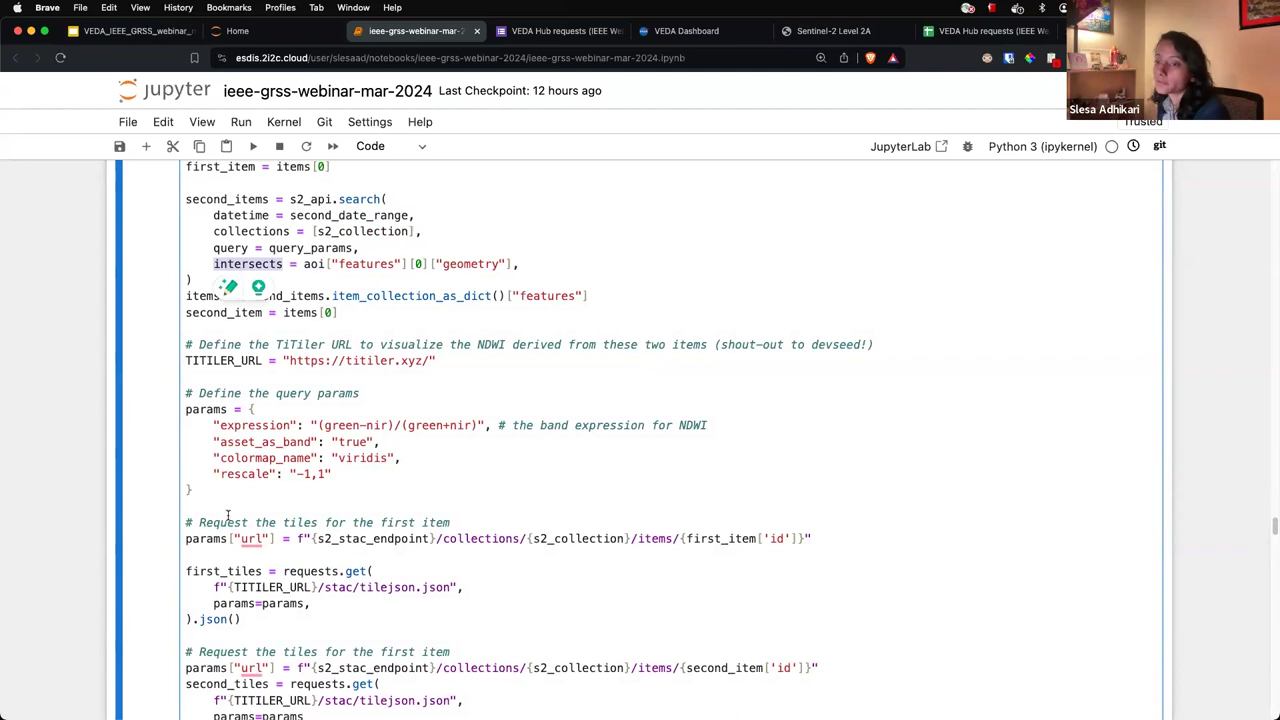 Brave File Edit View History Bookmarks Profiles Tab Window Help
VEDA_IEEE_GRSS_webinar_ Home ieee-grss-webinar-mar-2 VEDA Hub requests (IEEE We VEDA Dashboard Sentinel-2 Level 2A VEDA Hub requests (IEEE W
esdis.2i2c.cloud/user/slesaad/notebooks/ieee-grss-webinar-2024/ieee-grss-webinar-mar-2024.ipynb
jupyter ieee-grss-webinar-mar-2024 Last Checkpoint: 12 hours ago
Slesa Adhikari
Trusted
File Edit View Run Kernel Git Settings Help
Code JupyterLab Python 3 (ipykernel) git
first_item = items[0]
second_items = s2_api.search(
datetime = second_date_range,
collections = [s2_collection],
query = query_params,
intersects = aoi["features"][0]["geometry"],
)
items nd_items.item_collection_as_dict()["features"]
second_item = items[0]
# Define the TiTiler URL to visualize the NDWI derived from these two items (shout-out to devseed!)
TITILER_URL = "https://titiler.xyz/"
# Define the query params
params = {
"expression": "(green-nir)/(green+nir)", # the band expression for NDWI
"asset_as_band": "true",
"colormap_name": "viridis",
"rescale": "-1,1"
}
# Request the tiles for the first item
params["url"] = f"{s2_stac_endpoint}/collections/{s2_collection}/items/{first_item['id']}"
first_tiles = requests.get(
f"{TITILER_URL}/stac/tilejson.json",
params=params,
).json()
# Request the tiles for the first item
params["url"] = f"{s2_stac_endpoint}/collections/{s2_collection}/items/{second_item['id']}"
second_tiles = requests.get(
f"{TITILER_URL}/stac/tilejson.json",
params=params